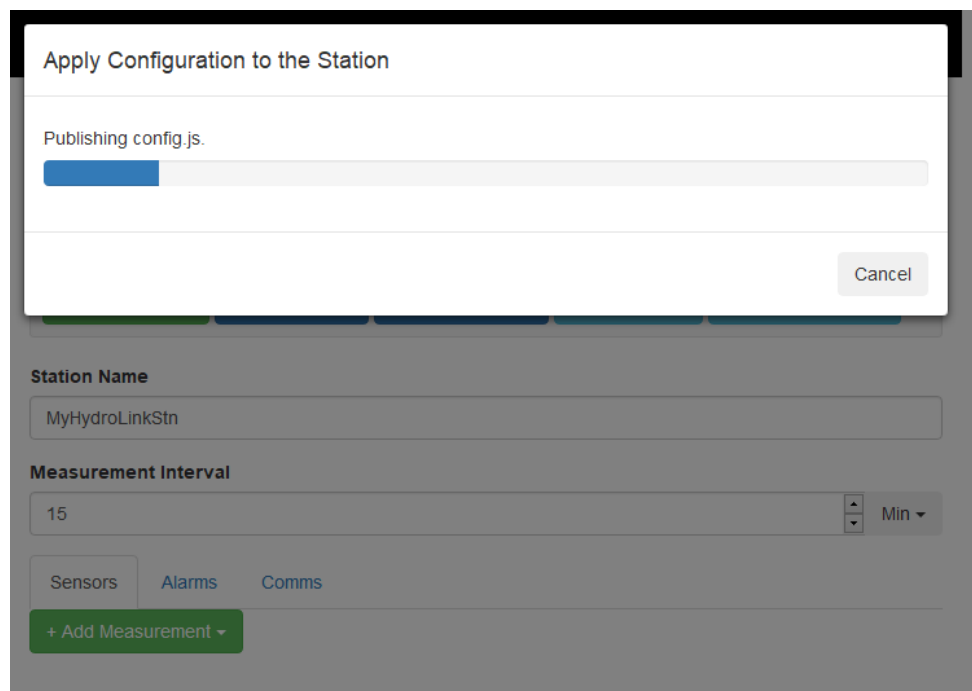 Apply Configuration to the Station
Publishing config.js.
Cancel
Station Name
MyHydroLinkStn
Measurement Interval
15
Min
Sensors Alarms Comms
+ Add Measurement